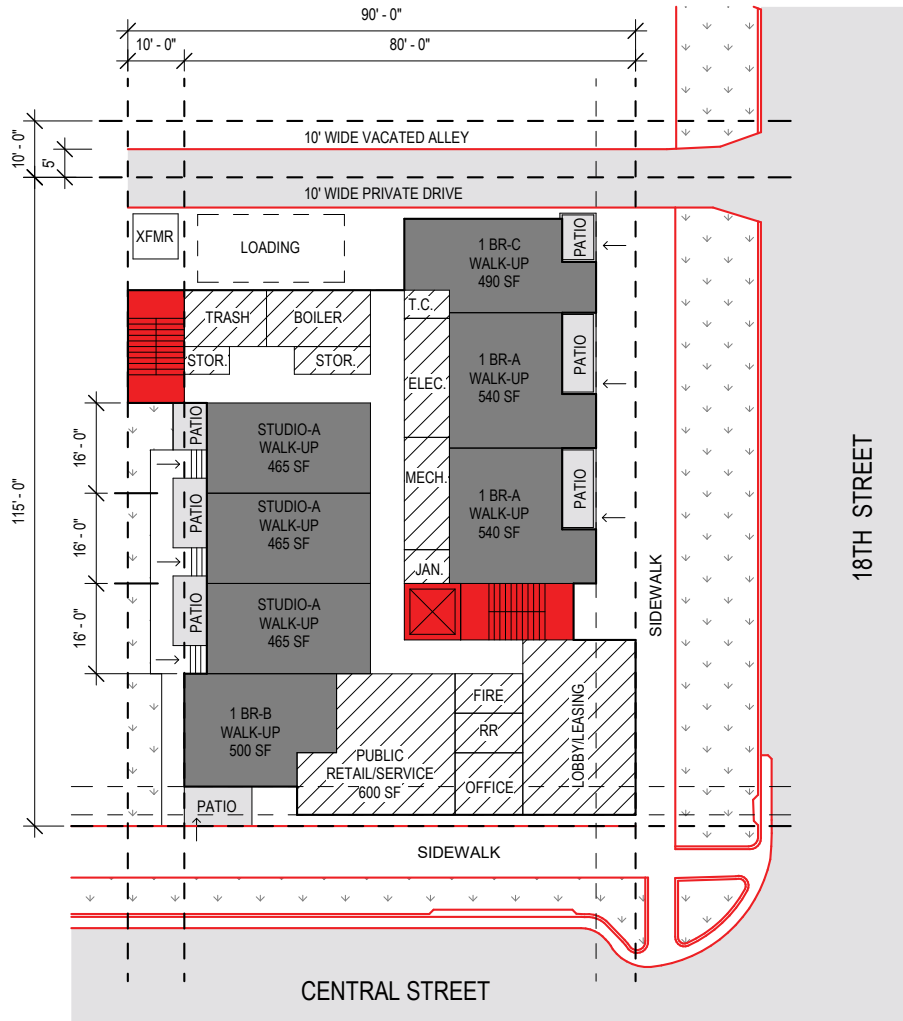 90' - 0"
10' - 0"
80' - 0"
10' - 0"
5'
10' WIDE VACATED ALLEY
10' WIDE PRIVATE DRIVE
XFMR
LOADING
1 BR-C
WALK-UP
490 SF
PATIO
TRASH
BOILER
T.C.
STOR.
STOR.
ELEC.
1 BR-A
WALK-UP
540 SF
PATIO
16' - 0"
PATIO
STUDIO-A
WALK-UP
465 SF
18TH STREET
115' - 0"
MECH.
1 BR-A
WALK-UP
540 SF
PATIO
16' - 0"
PATIO
STUDIO-A
WALK-UP
465 SF
JAN.
SIDEWALK
16' - 0"
PATIO
STUDIO-A
WALK-UP
465 SF
1 BR-B
WALK-UP
500 SF
FIRE
RR
OFFICE
LOBBY/LEASING
PUBLIC
RETAIL/SERVICE
600 SF
PATIO
SIDEWALK
CENTRAL STREET